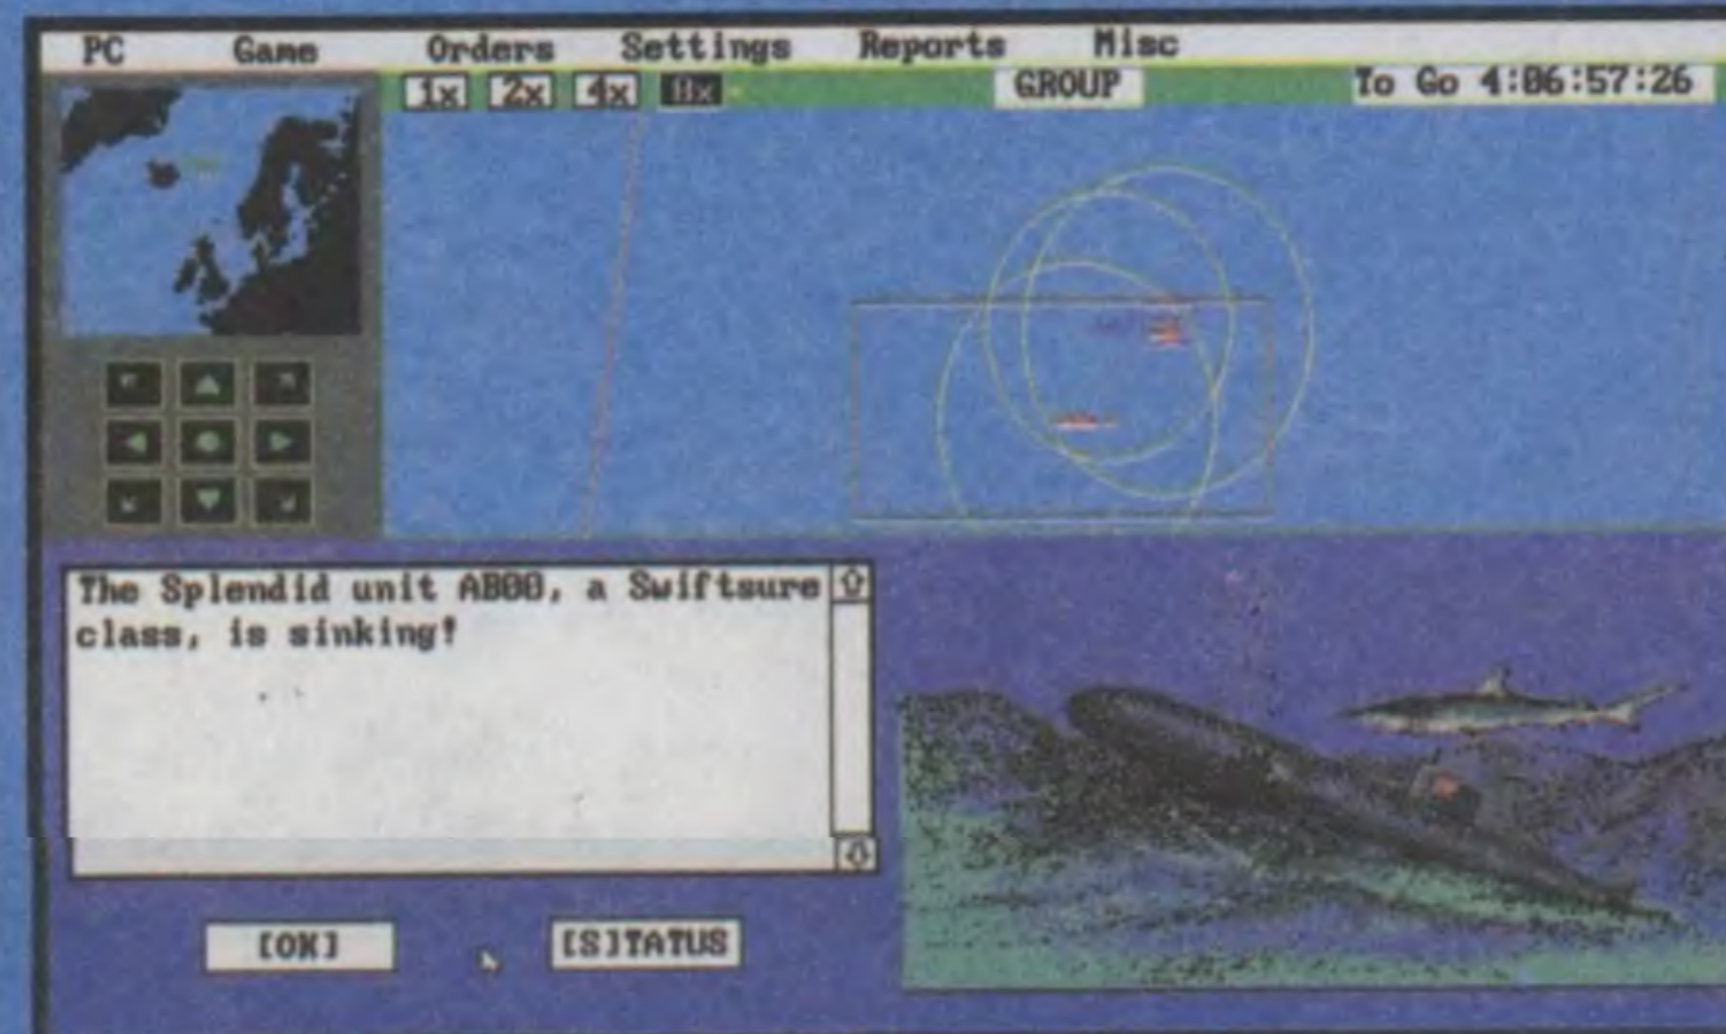 PC Game Orders Settings Reports Misc
1x 2x 4x 8x GROUP To Go 4:06:57:26
The Splendid unit AB00, a Swiftsure
class, is sinking!
[OK] [S]TATUS